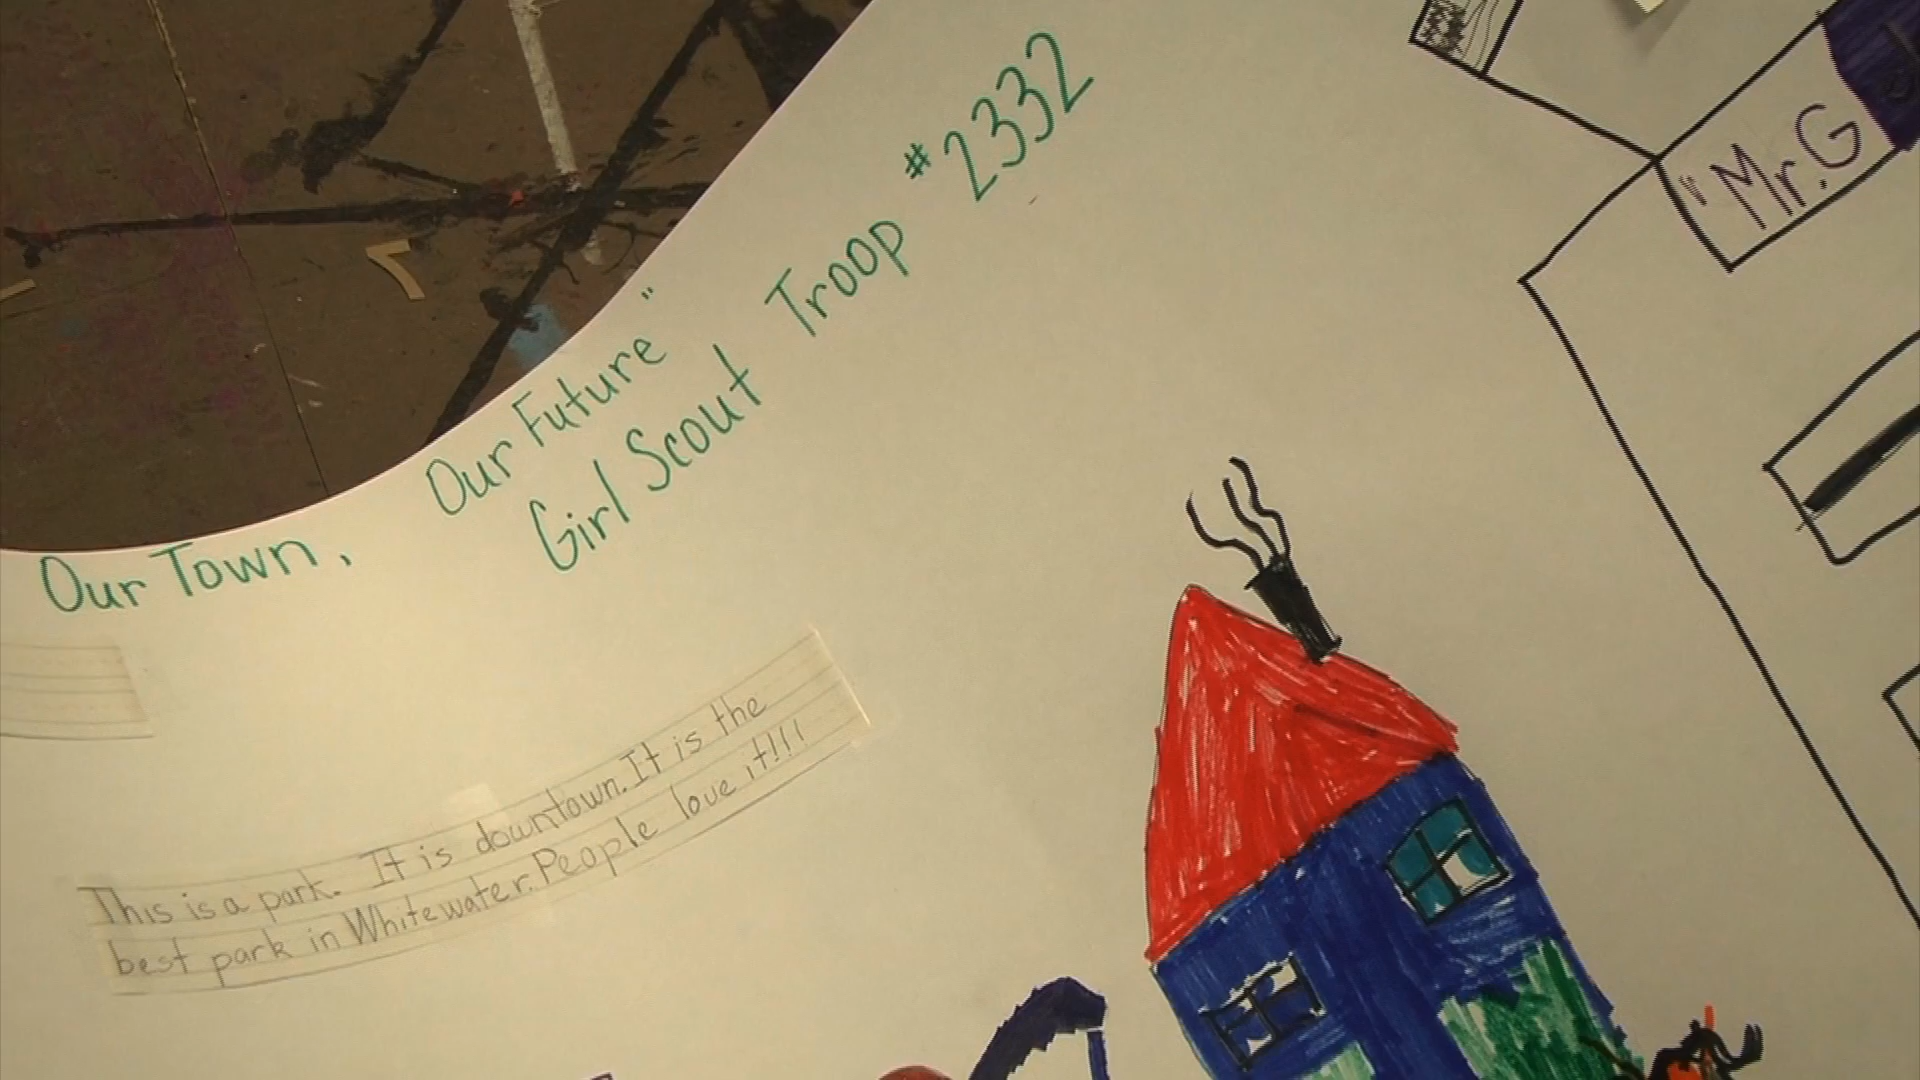 Our Town, Our Future"
Girl Scout Troop #2332
"Mr. G
This is a park. It is downtown. It is the
best park in Whitewater. People love it!!!